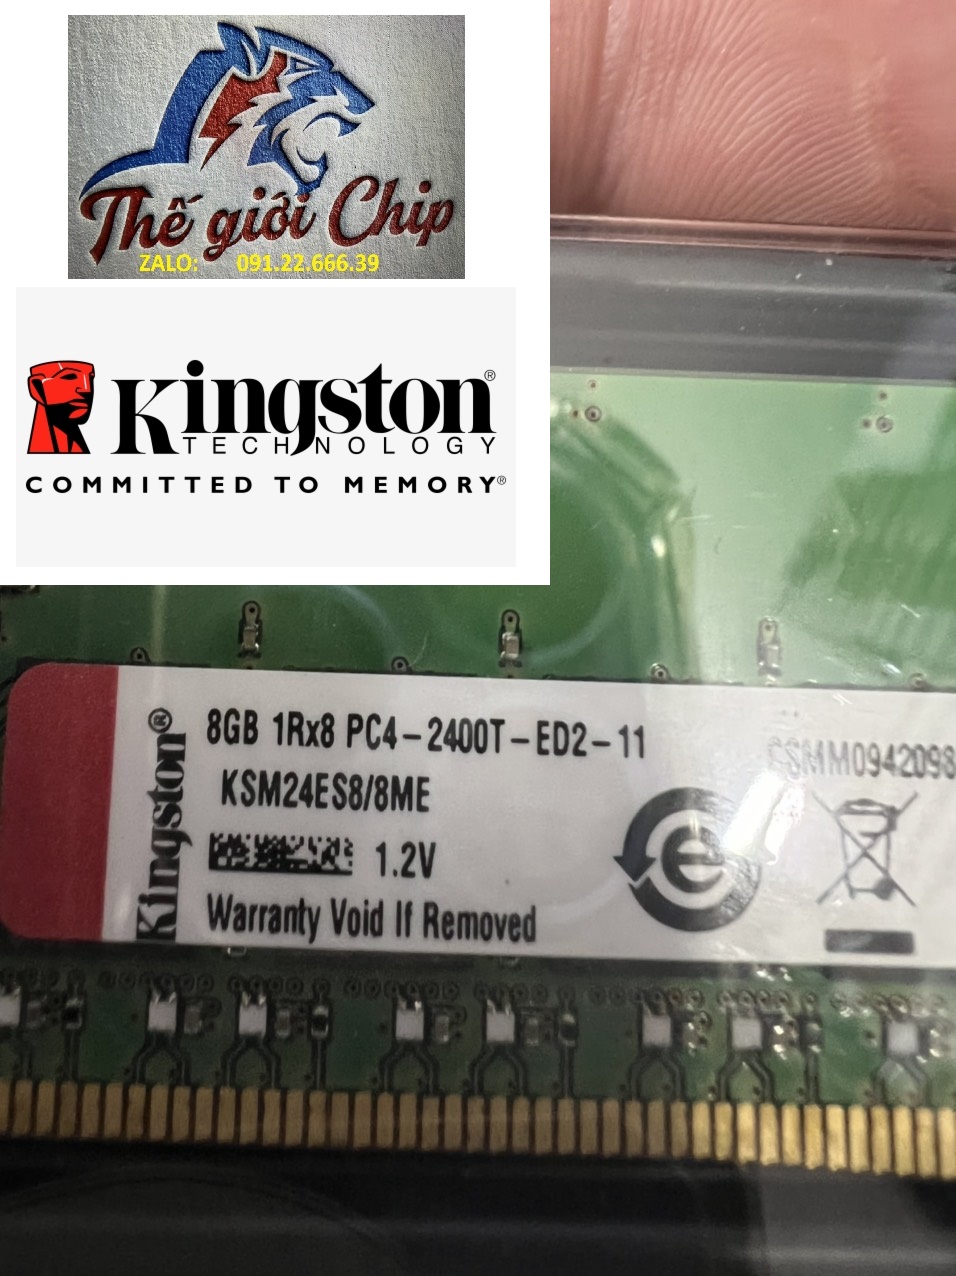 Thế giới Chip
ZALO: 091.22.666.39
Kingston®
TECHNOLOGY
COMMITTED TO MEMORY®
Kingston®
8GB 1Rx8 PC4-2400T-ED2-11
KSM24ES8/8ME
1.2V
Warranty Void If Removed
e